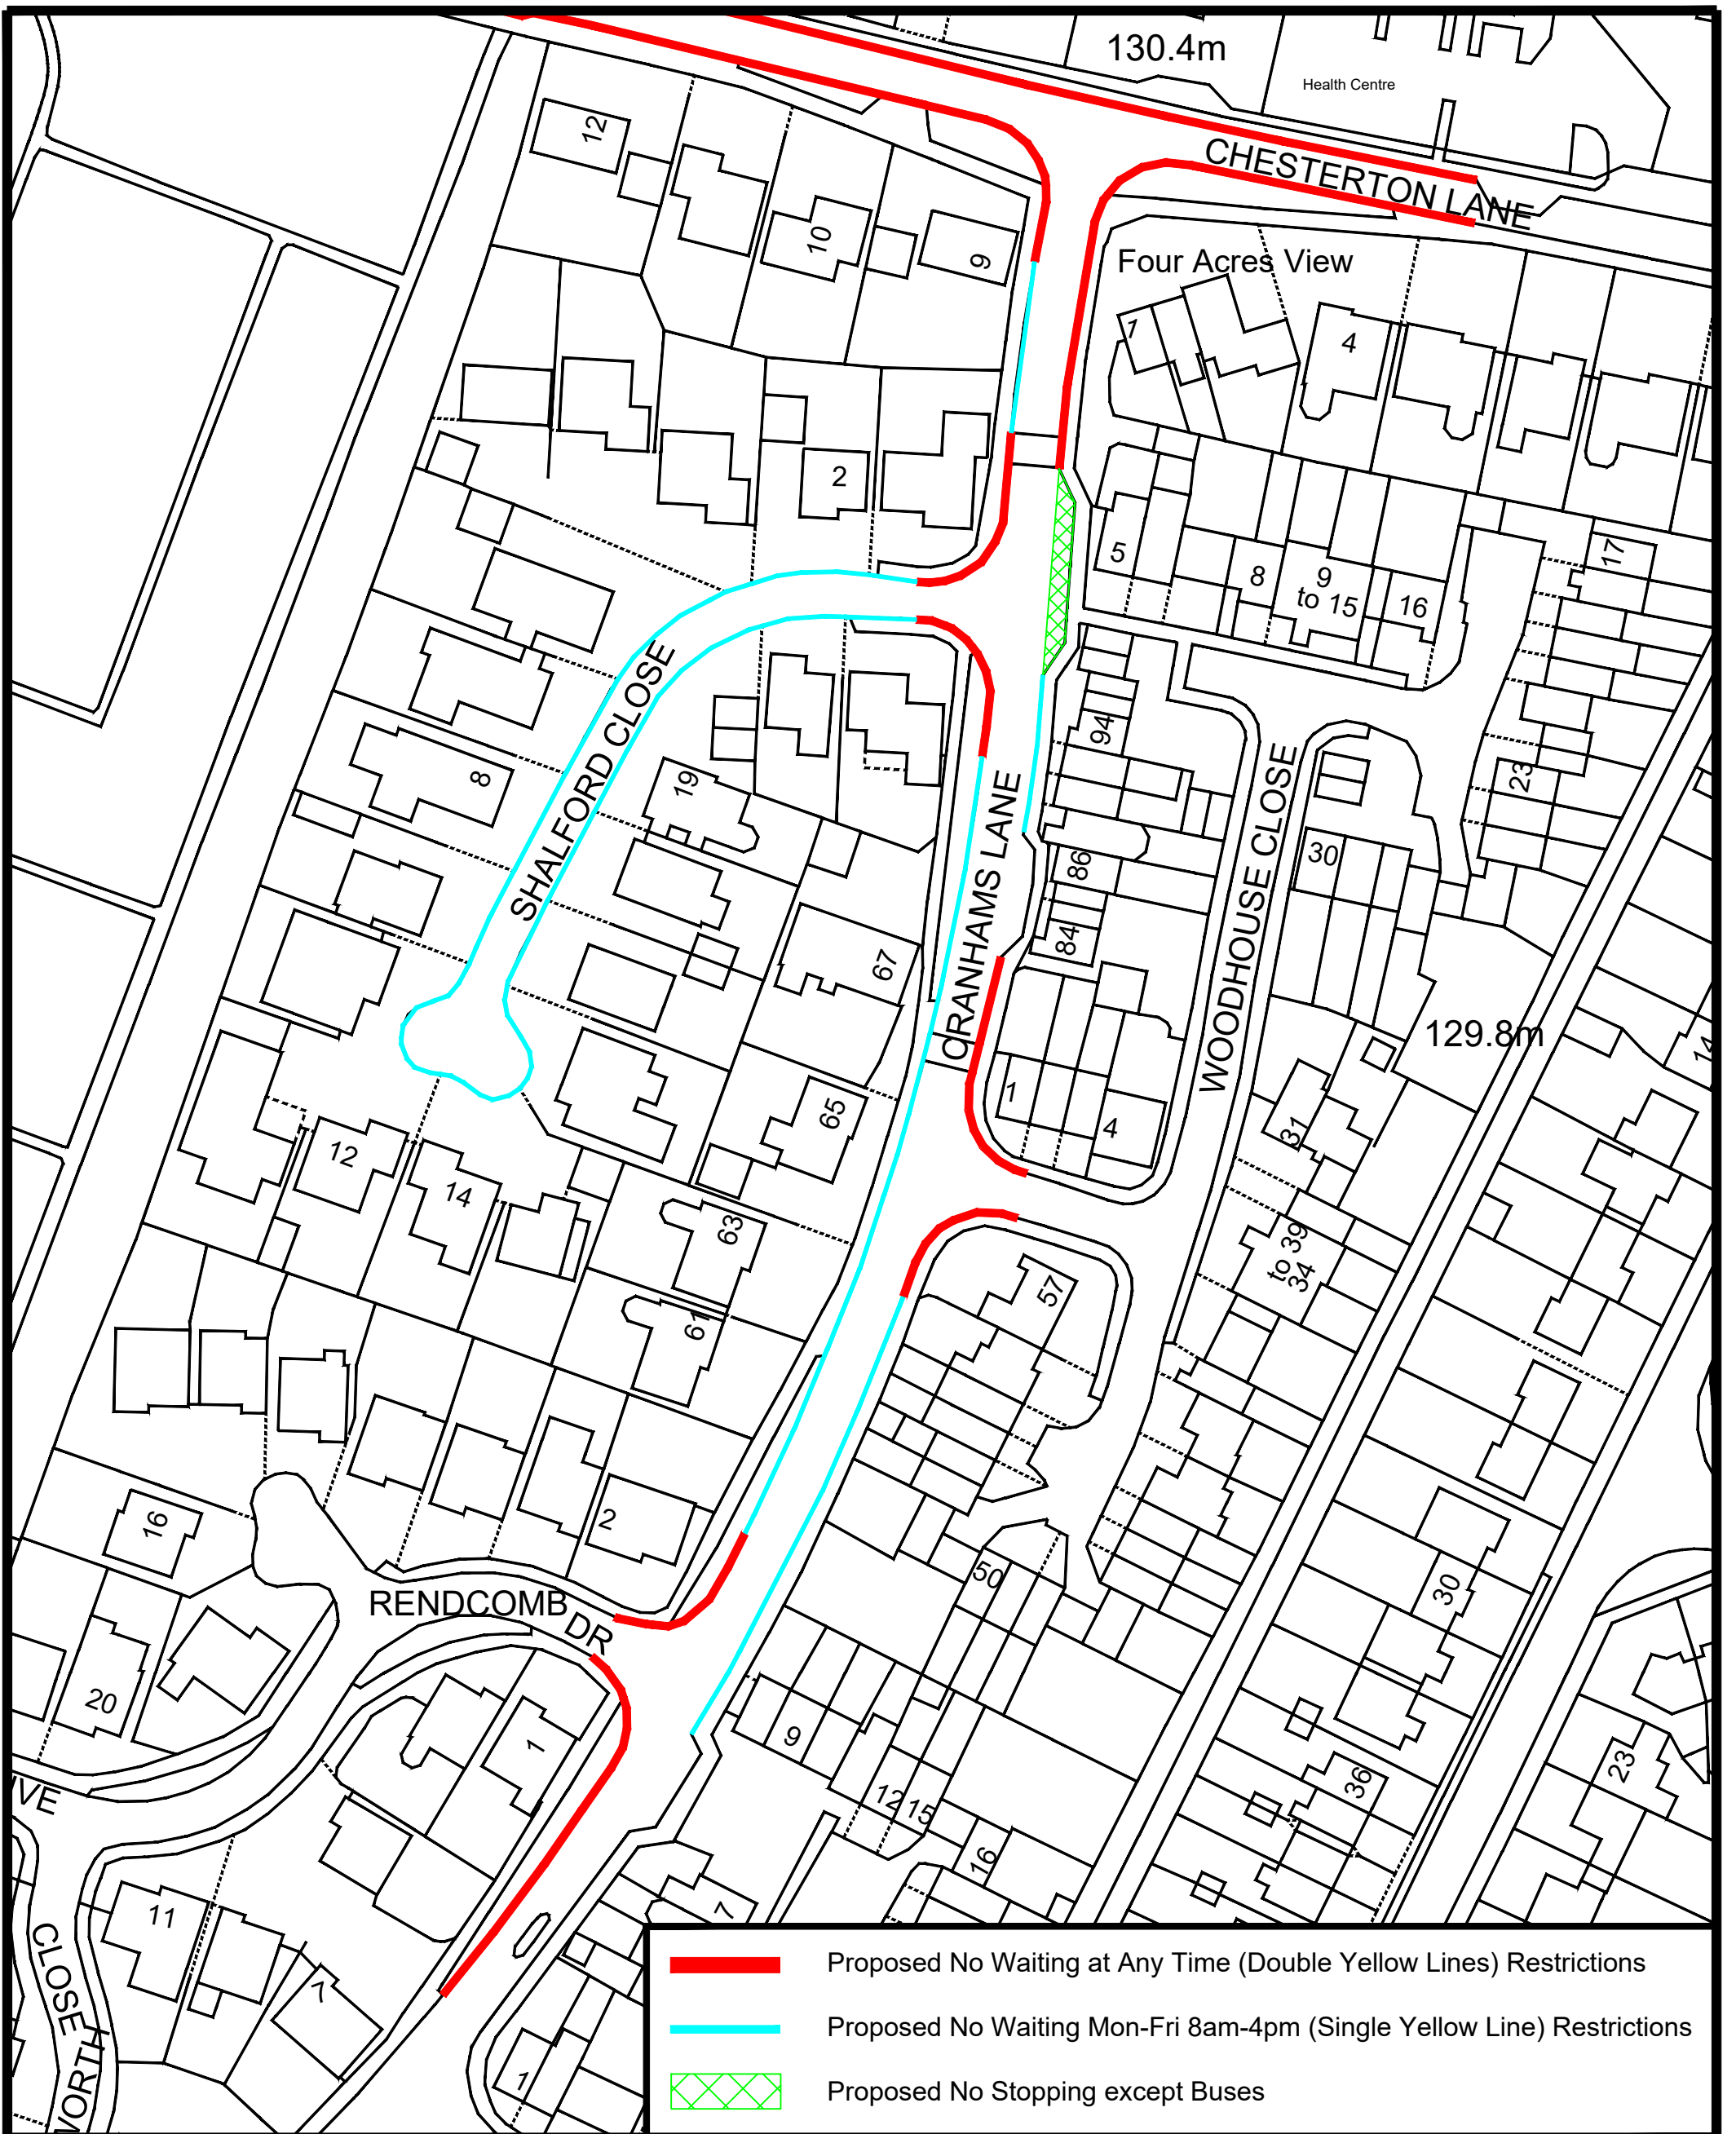 130.4m
Health Centre
CHESTERTON LANE
12
10
9
Four Acres View
1
4
2
5
8
9
to 15
16
17
SHALFORD CLOSE
94
23
8
19
CRANHAMS LANE
WOODHOUSE CLOSE
86
30
84
67
129.8m
14
1
4
65
31
12
14
63
to 39
34
57
61
2
16
50
30
RENDCOMB DR
20
1
9
12
15
36
23
IVE
16
11
7
7
CLOSE
WORTH
1
Proposed No Waiting at Any Time (Double Yellow Lines) Restrictions
Proposed No Waiting Mon-Fri 8am-4pm (Single Yellow Line) Restrictions
Proposed No Stopping except Buses